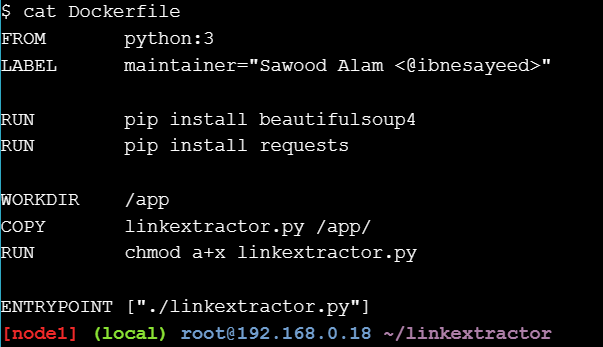 $ cat Dockerfile
FROM       python:3
LABEL      maintainer="Sawood Alam <@ibnesayeed>"
RUN        pip install beautifulsoup4
RUN        pip install requests
WORKDIR    /app
COPY       linkextractor.py /app/
RUN        chmod a+x linkextractor.py
ENTRYPOINT ["./linkextractor.py"]
[node1] (local) root@192.168.0.18 ~/linkextractor